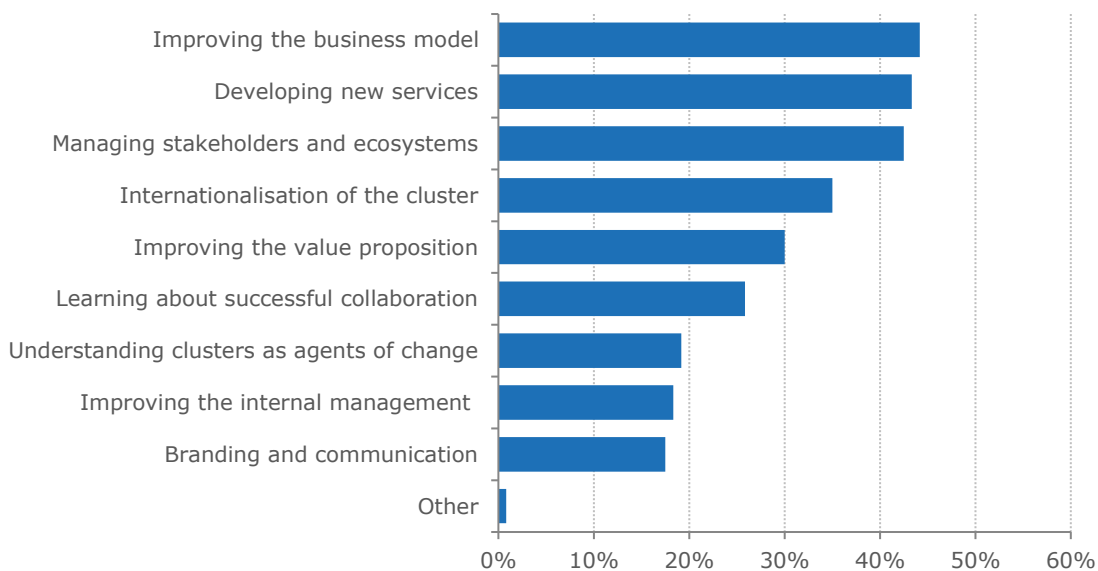 Improving the business model
Developing new services
Managing stakeholders and ecosystems
Internationalisation of the cluster
Improving the value proposition
Learning about successful collaboration
Understanding clusters as agents of change
Improving the internal management
Branding and communication
Other
0% 10% 20% 30% 40% 50% 60%